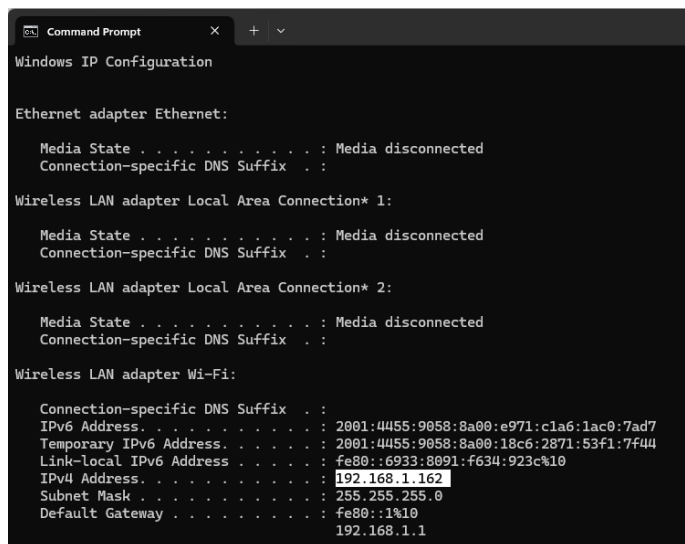 Command Prompt
Windows IP Configuration
Ethernet adapter Ethernet:
Media State . . . . . . . . . . . : Media disconnected
Connection-specific DNS Suffix  . :
Wireless LAN adapter Local Area Connection* 1:
Media State . . . . . . . . . . . : Media disconnected
Connection-specific DNS Suffix  . :
Wireless LAN adapter Local Area Connection* 2:
Media State . . . . . . . . . . . : Media disconnected
Connection-specific DNS Suffix  . :
Wireless LAN adapter Wi-Fi:
Connection-specific DNS Suffix  . :
IPv6 Address. . . . . . . . . . . : 2001:4455:9058:8a00:e971:c1a6:1ac0:7ad7
Temporary IPv6 Address. . . . . . : 2001:4455:9058:8a00:18c6:2871:53f1:7f44
Link-local IPv6 Address . . . . . : fe80::6933:8091:f634:923c%10
IPv4 Address. . . . . . . . . . . : 192.168.1.162
Subnet Mask . . . . . . . . . . . : 255.255.255.0
Default Gateway . . . . . . . . . : fe80::1%10
192.168.1.1